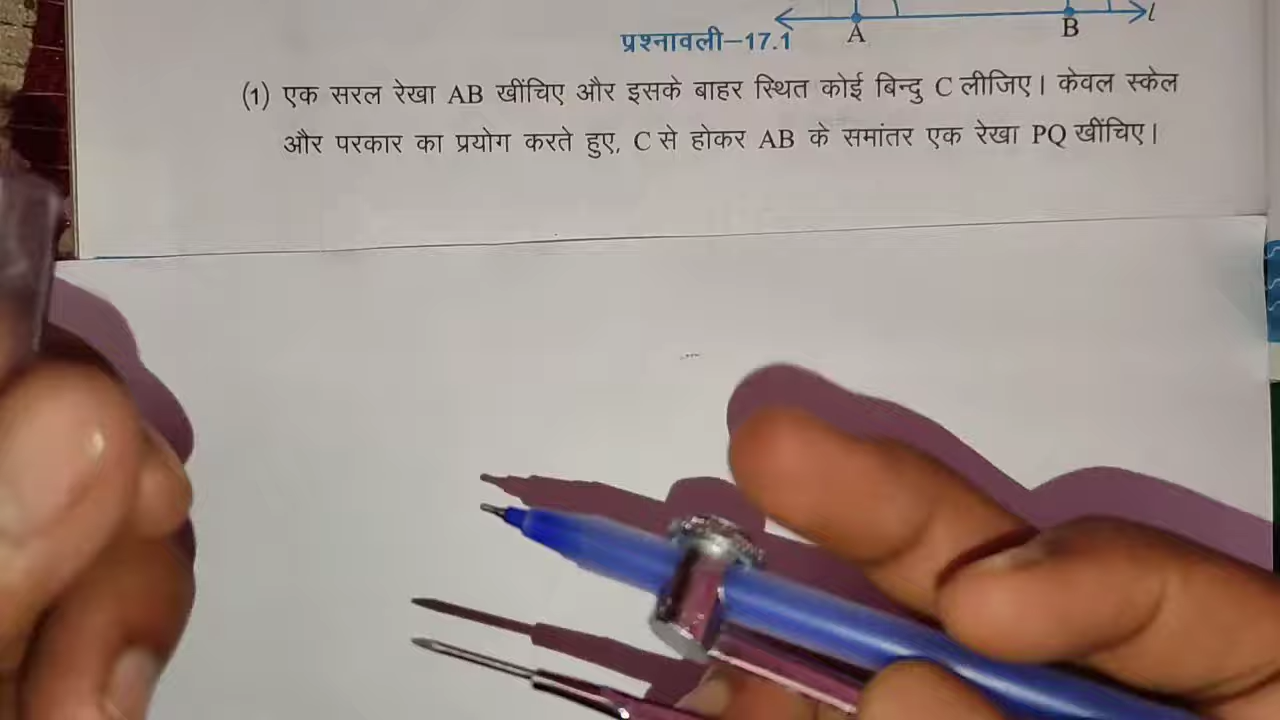 l
A
B
प्रश्नावली–17.1
(1) एक सरल रेखा AB खींचिए और इसके बाहर स्थित कोई बिन्दु C लीजिए। केवल स्केल
और परकार का प्रयोग करते हुए, C से होकर AB के समांतर एक रेखा PQ खींचिए।